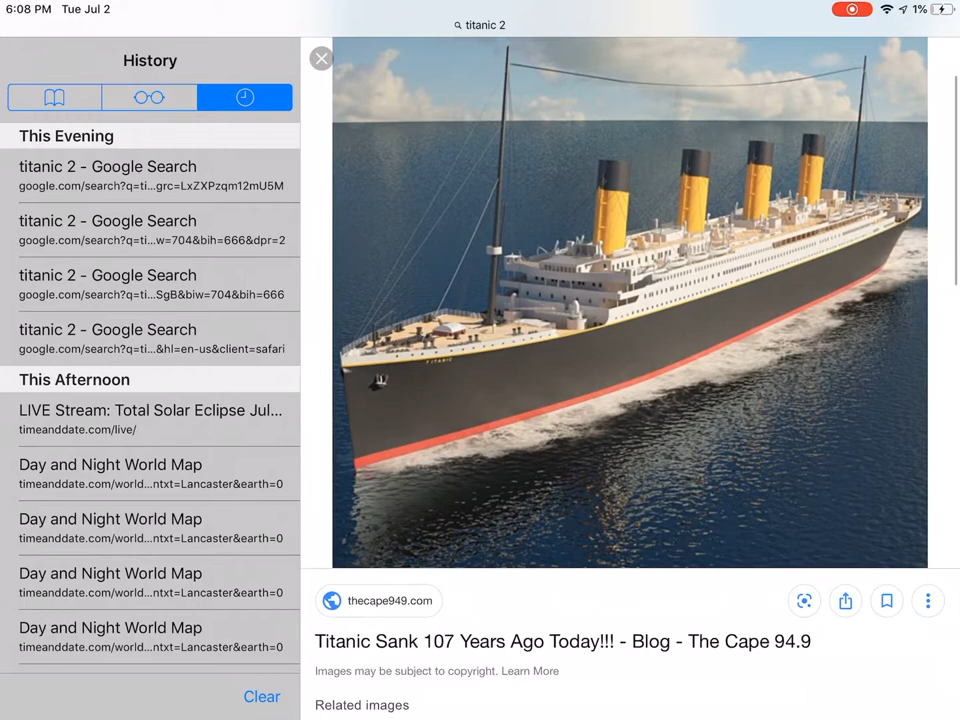 6:08 PM Tue Jul 2
1%
titanic 2
History
This Evening
titanic 2 - Google Search
google.com/search?q=ti...grc=LxZXPzqm12mU5M
titanic 2 - Google Search
google.com/search?q=ti...w=704&bih=666&dpr=2
titanic 2 - Google Search
google.com/search?q=ti...SgB&biw=704&bih=666
titanic 2 - Google Search
google.com/search?q=ti...&hl=en-us&client=safari
This Afternoon
LIVE Stream: Total Solar Eclipse Jul...
timeanddate.com/live/
Day and Night World Map
timeanddate.com/world...ntxt=Lancaster&earth=0
Day and Night World Map
timeanddate.com/world...ntxt=Lancaster&earth=0
Day and Night World Map
timeanddate.com/world...ntxt=Lancaster&earth=0
Day and Night World Map
timeanddate.com/world...ntxt=Lancaster&earth=0
Clear
TITANIC
thecape949.com
Titanic Sank 107 Years Ago Today!!! - Blog - The Cape 94.9
Images may be subject to copyright. Learn More
Related images